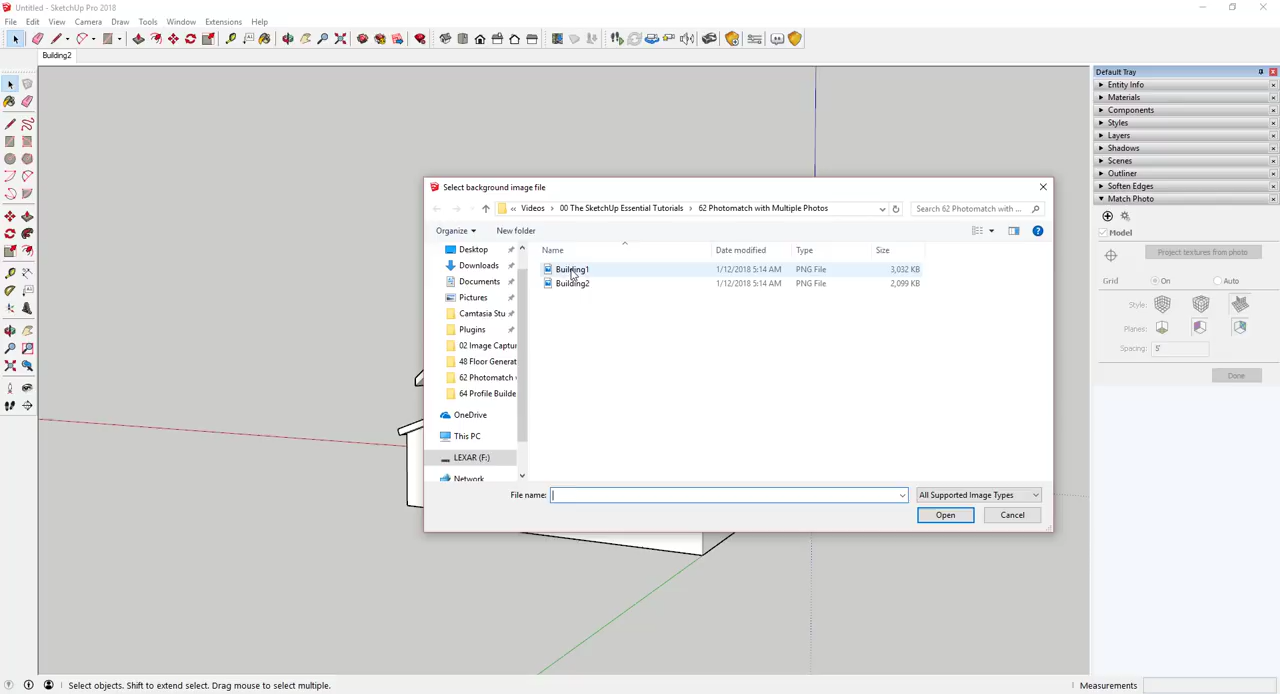 Untitled - SketchUp Pro 2018
File Edit View Camera Draw Tools Window Extensions Help
Building2
Default Tray
Entity Info
Materials
Components
Styles
Layers
Shadows
Scenes
Outliner
Soften Edges
Match Photo
Model
Project textures from photo
Grid On Auto
Style:
Planes:
Spacing: 5'
Done
Select background image file
« Videos > 00 The SketchUp Essential Tutorials > 62 Photomatch with Multiple Photos
Search 62 Photomatch with ...
Organize New folder
Name Date modified Type Size
Desktop
Downloads
Documents
Pictures
Camtasia Stu
Plugins
02 Image Captur
48 Floor Generat
62 Photomatch w
64 Profile Builde
OneDrive
This PC
LEXAR (F:)
Network
Building1 1/12/2018 5:14 AM PNG File 3,032 KB
Building2 1/12/2018 5:14 AM PNG File 2,099 KB
File name: All Supported Image Types
Open Cancel
Select objects. Shift to extend select. Drag mouse to select multiple.
Measurements